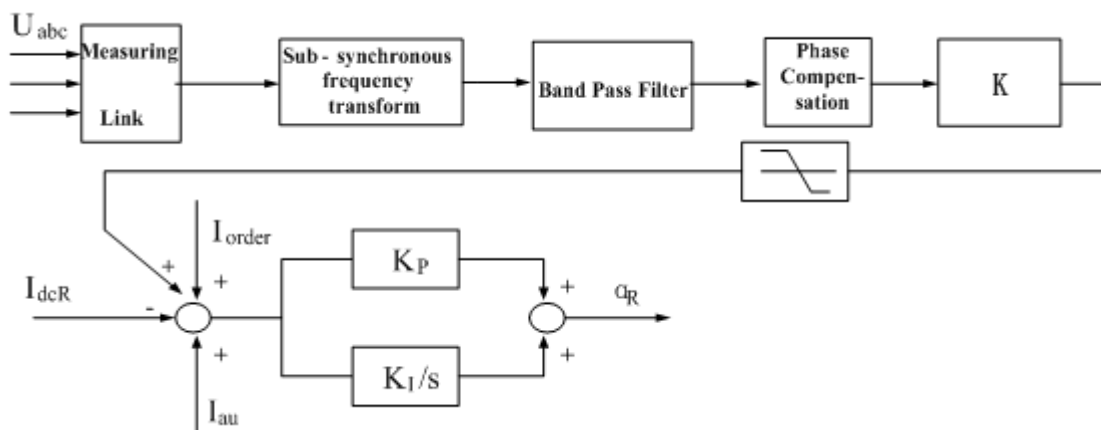 U abc
Measuring
Link
Sub - synchronous
frequency
transform
Band Pass Filter
Phase
Compen-
sation
K
I order
+
+
I dcR
-
+
I au
K P
K I /s
+
+
α R